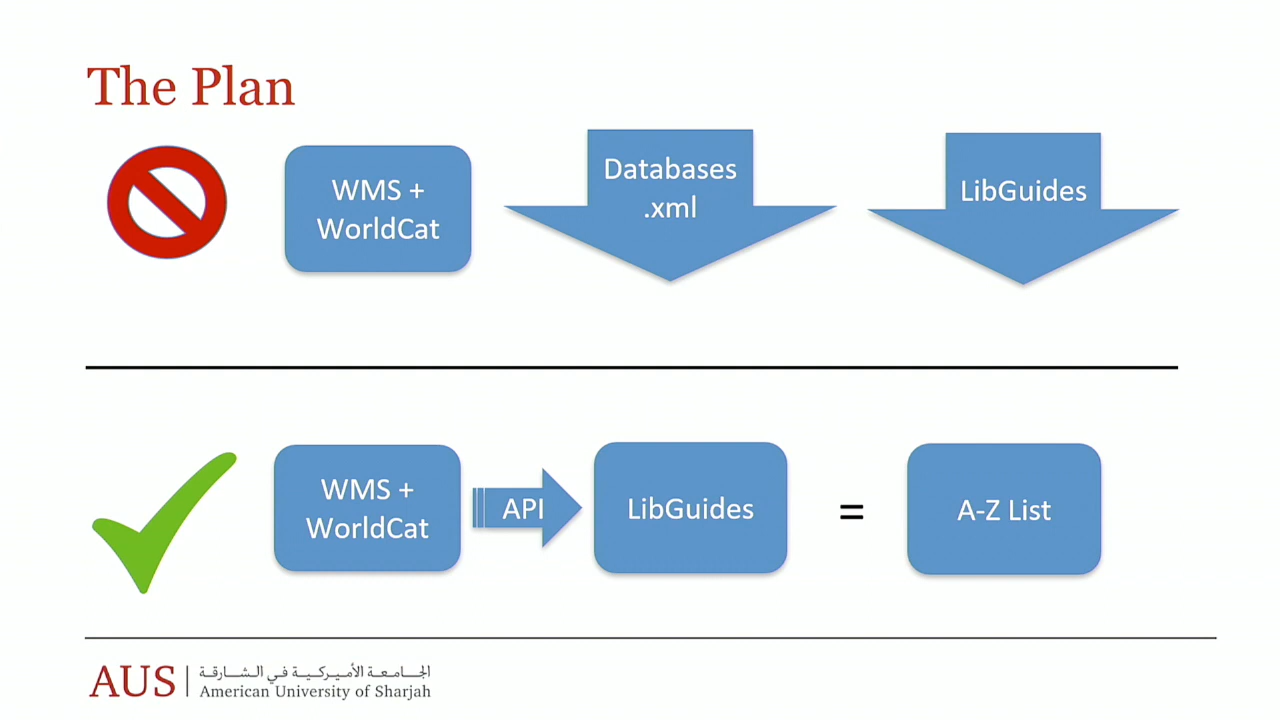 The Plan
WMS +
WorldCat
Databases
.xml
LibGuides
WMS +
WorldCat
API
LibGuides
=
A-Z List
AUS
الجامعة الأميركية في الشارقة
American University of Sharjah